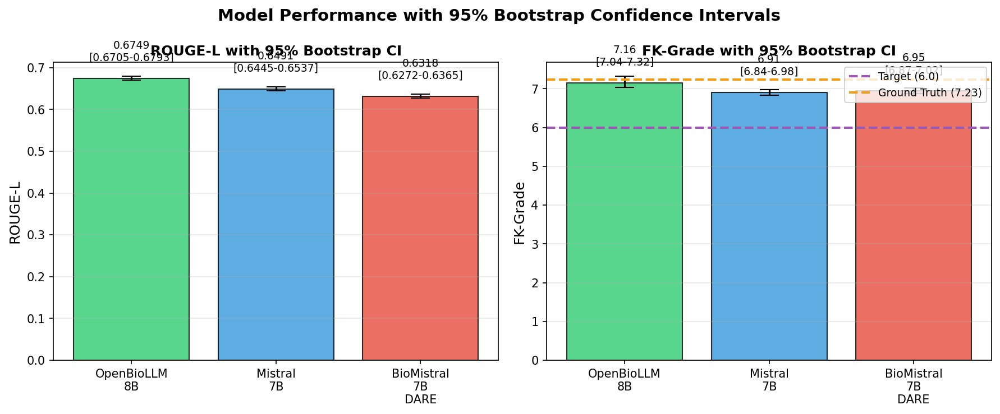 Model Performance with 95% Bootstrap Confidence Intervals
ROUGE-L with 95% Bootstrap CI
0.6749
[0.6705-0.6793]
0.6491
[0.6445-0.6537]
0.6318
[0.6272-0.6365]
ROUGE-L
0.7
0.6
0.5
0.4
0.3
0.2
0.1
0.0
OpenBioLLM
8B
Mistral
7B
BioMistral
7B
DARE
FK-Grade with 95% Bootstrap CI
7.16
[7.04-7.32]
6.91
[6.84-6.98]
6.95
[6.87-7.02]
Target (6.0)
Ground Truth (7.23)
FK-Grade
7
6
5
4
3
2
1
0
OpenBioLLM
8B
Mistral
7B
BioMistral
7B
DARE